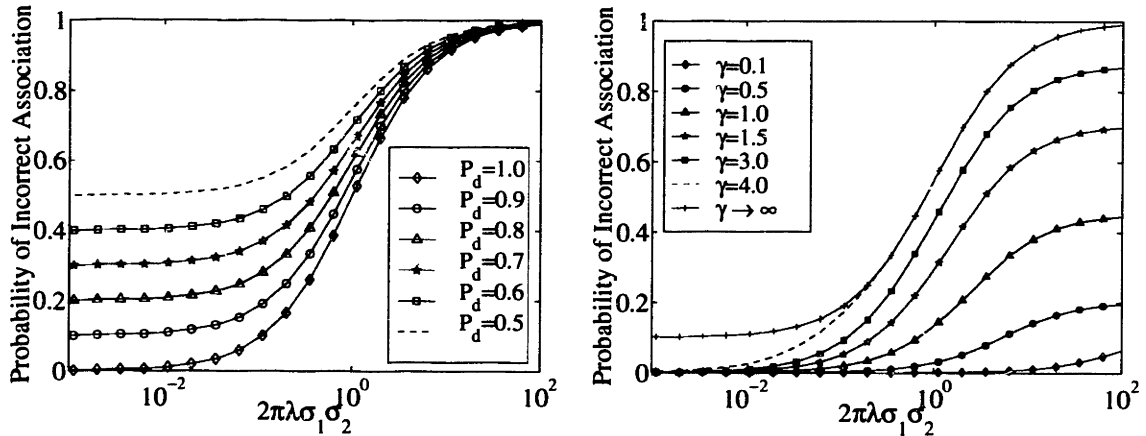 Probability of Incorrect Association
1
0.8
0.6
0.4
0.2
0
10^-2
10^0
10^2
2πλσ₁σ₂
P_d=1.0
P_d=0.9
P_d=0.8
P_d=0.7
P_d=0.6
P_d=0.5
Probability of Incorrect Association
1
0.8
0.6
0.4
0.2
0
10^-2
10^0
10^2
2πλσ₁σ₂
γ=0.1
γ=0.5
γ=1.0
γ=1.5
γ=3.0
γ=4.0
γ → ∞